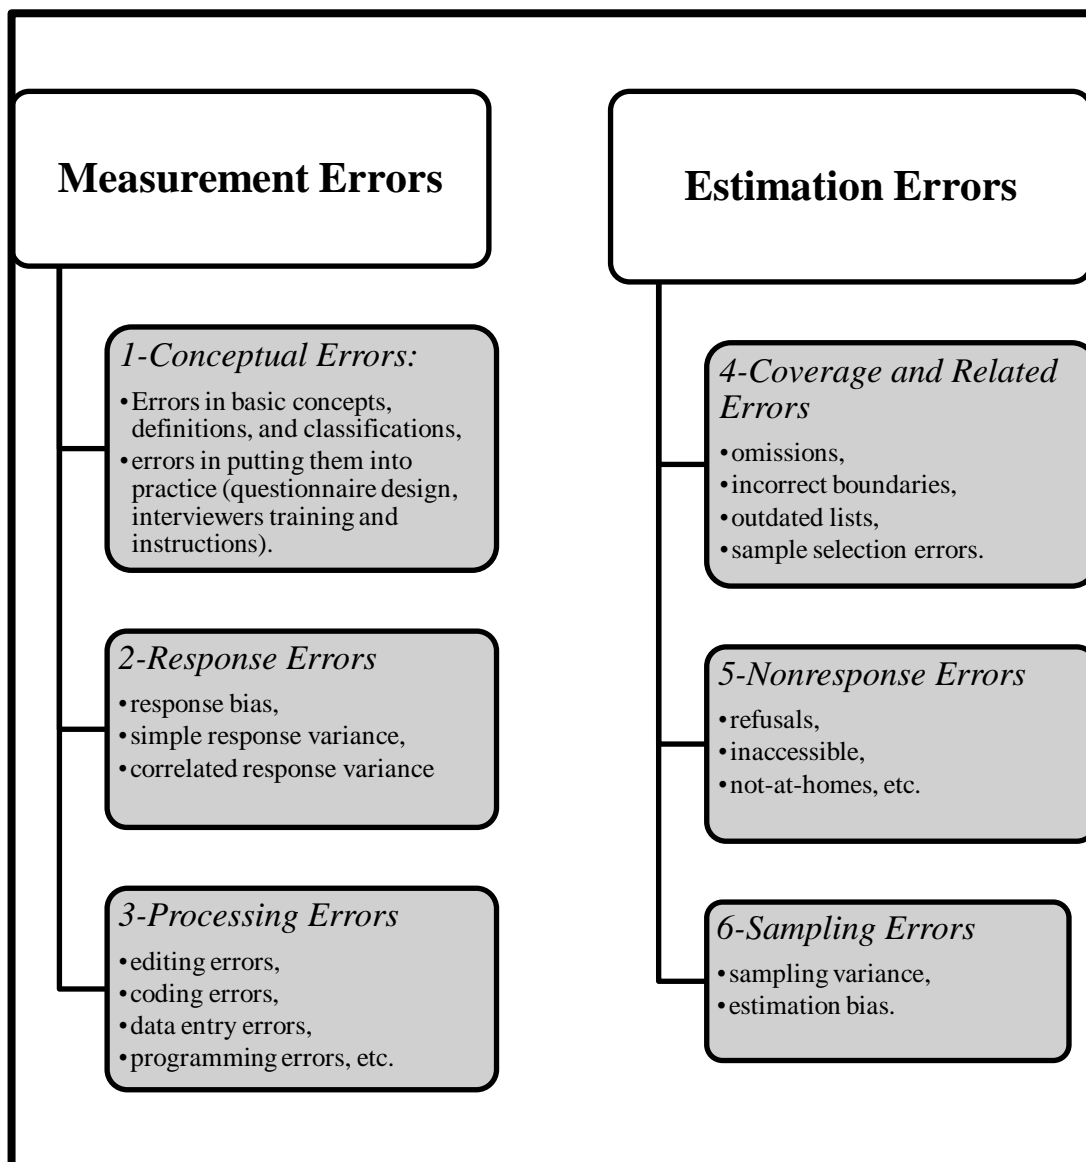 Measurement Errors
1-Conceptual Errors:
•Errors in basic concepts,
definitions, and classifications,
•errors in putting them into
practice (questionnaire design,
interviewers training and
instructions).
2-Response Errors
•response bias,
•simple response variance,
•correlated response variance
3-Processing Errors
•editing errors,
•coding errors,
•data entry errors,
•programming errors, etc.
Estimation Errors
4-Coverage and Related
Errors
•omissions,
•incorrect boundaries,
•outdated lists,
•sample selection errors.
5-Nonresponse Errors
•refusals,
•inaccessible,
•not-at-homes, etc.
6-Sampling Errors
•sampling variance,
•estimation bias.